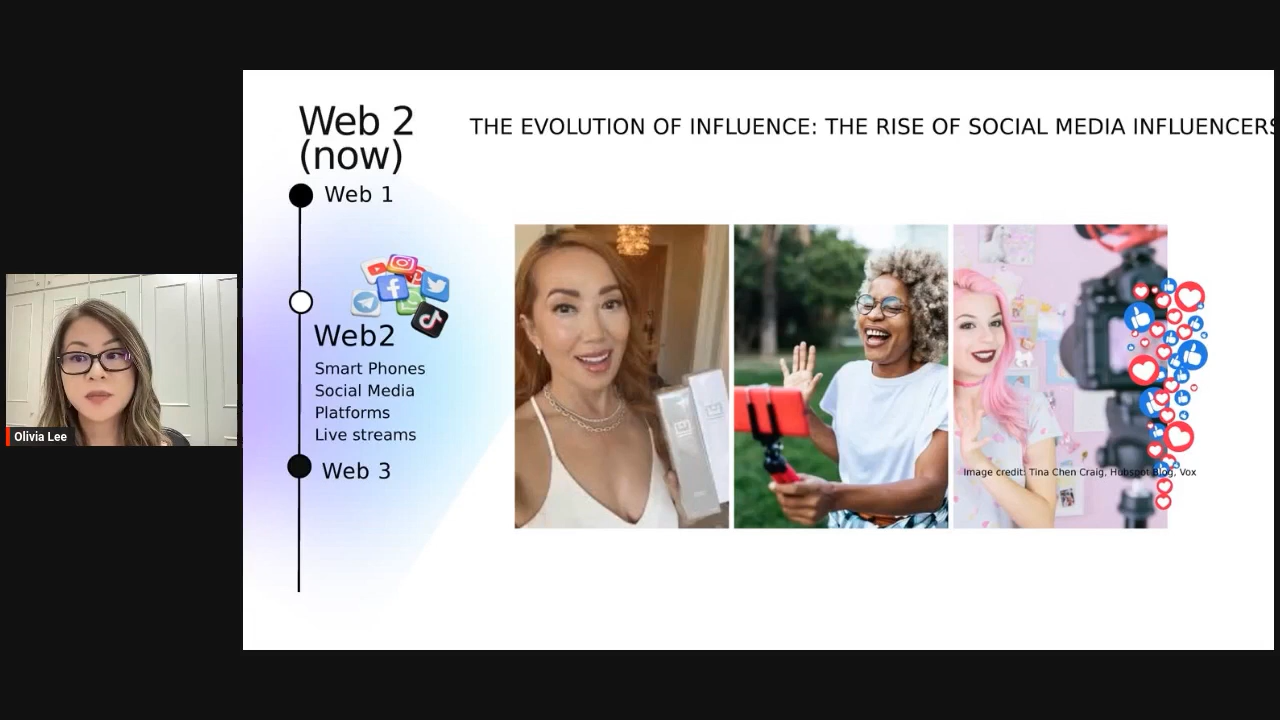 Web 2
(now)
THE EVOLUTION OF INFLUENCE: THE RISE OF SOCIAL MEDIA INFLUENCERS
Web 1
Web2
Smart Phones
Social Media
Platforms
Live streams
Web 3
Image credit: Tina Chen Craig, Hubspot Blog, Vox
Olivia Lee